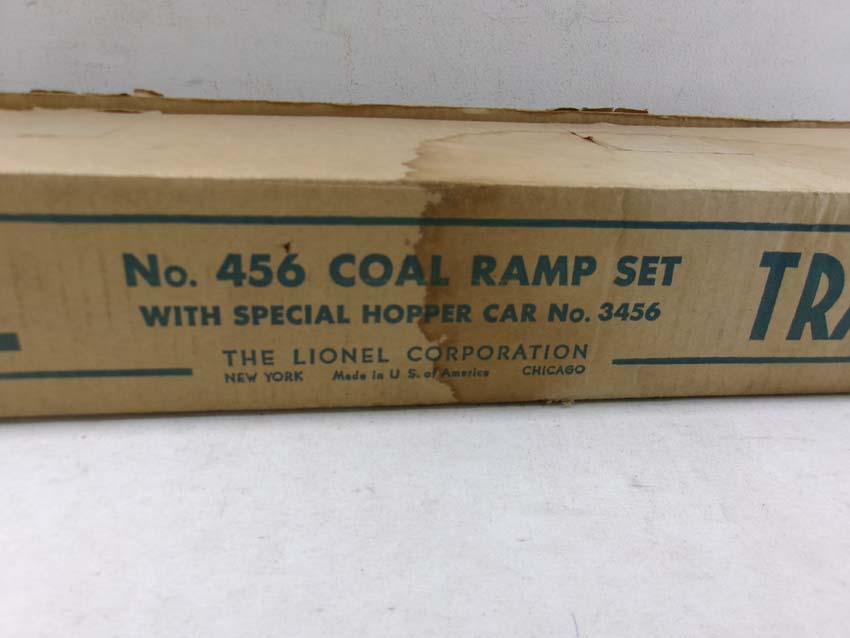 No. 456 COAL RAMP SET
WITH SPECIAL HOPPER CAR No. 3456
THE LIONEL CORPORATION
NEW YORK Made in U. S. of America CHICAGO
TRA